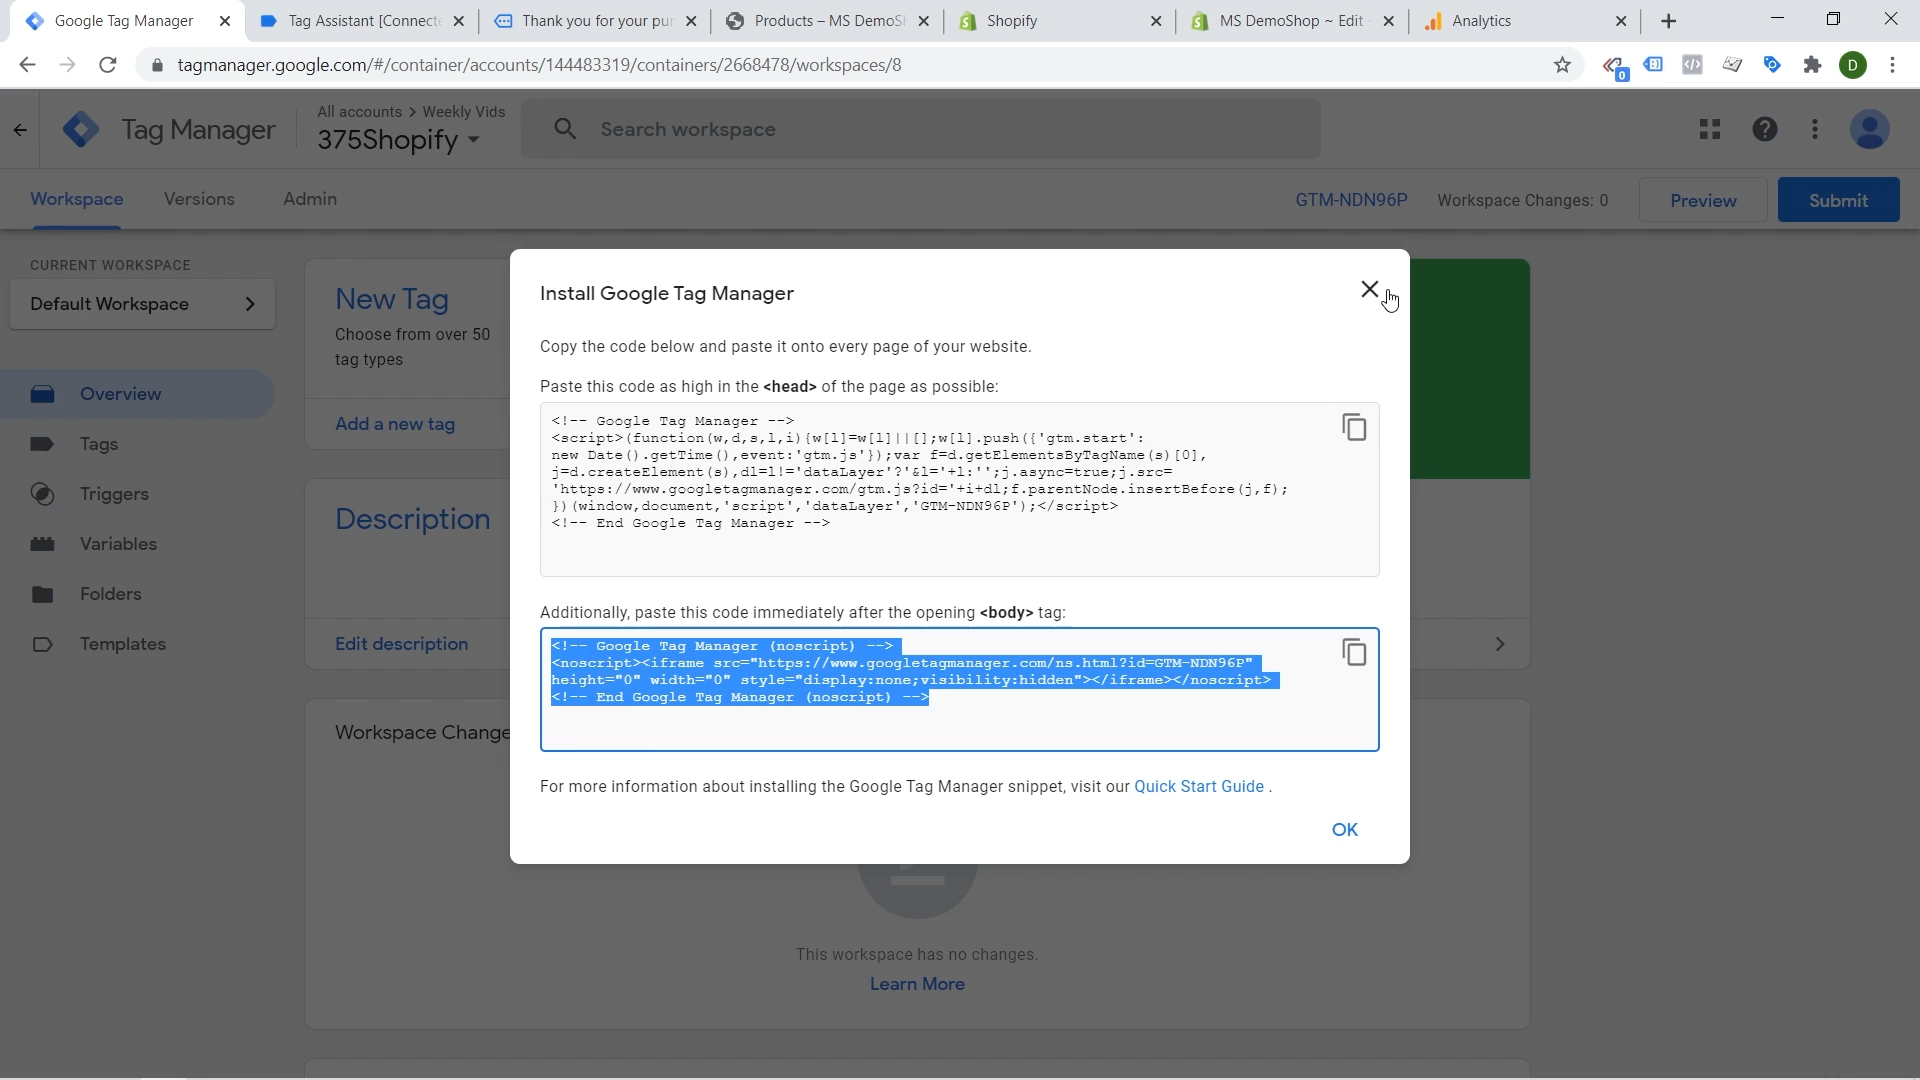 Google Tag Manager
Tag Assistant [Connecte
Thank you for your pur
Products – MS DemoSh
Shopify
MS DemoShop ~ Edit
Analytics
tagmanager.google.com/#/container/accounts/144483319/containers/2668478/workspaces/8
0
D
Tag Manager
All accounts > Weekly Vids
375Shopify
Search workspace
Workspace
Versions
Admin
GTM-NDN96P
Workspace Changes: 0
Preview
Submit
CURRENT WORKSPACE
Default Workspace
Overview
Tags
Triggers
Variables
Folders
Templates
New Tag
Choose from over 50
tag types
Add a new tag
Description
Edit description
Workspace Change
Install Google Tag Manager
Copy the code below and paste it onto every page of your website.
Paste this code as high in the <head> of the page as possible:
<!-- Google Tag Manager -->
<script>(function(w,d,s,l,i){w[l]=w[l]||[];w[l].push({'gtm.start':
new Date().getTime(),event:'gtm.js'});var f=d.getElementsByTagName(s)[0],
j=d.createElement(s),dl=l!='dataLayer'?'&l='+l:'';j.async=true;j.src=
'https://www.googletagmanager.com/gtm.js?id='+i+dl;f.parentNode.insertBefore(j,f);
})(window,document,'script','dataLayer','GTM-NDN96P');</script>
<!-- End Google Tag Manager -->
Additionally, paste this code immediately after the opening <body> tag:
<!-- Google Tag Manager (noscript) -->
<noscript><iframe src="https://www.googletagmanager.com/ns.html?id=GTM-NDN96P"
height="0" width="0" style="display:none;visibility:hidden"></iframe></noscript>
<!-- End Google Tag Manager (noscript) -->
For more information about installing the Google Tag Manager snippet, visit our Quick Start Guide .
OK
This workspace has no changes.
Learn More